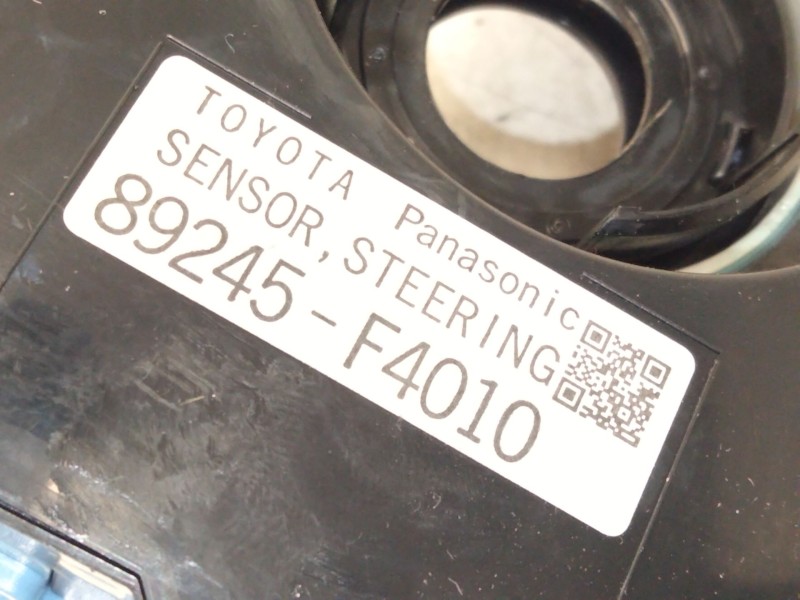 TOYOTA Panasonic
SENSOR, STEERING
89245-F4010